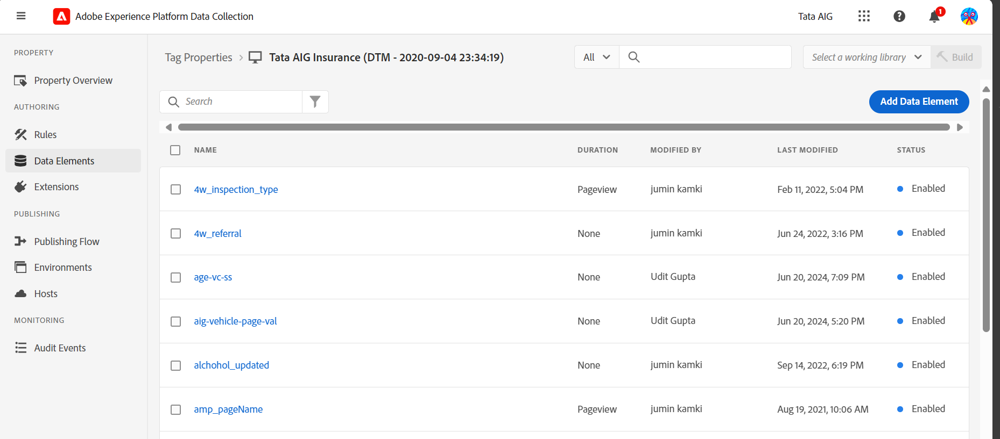 Adobe Experience Platform Data Collection
Tata AIG
1
PROPERTY
Property Overview
AUTHORING
Rules
Data Elements
Extensions
PUBLISHING
Publishing Flow
Environments
Hosts
MONITORING
Audit Events
Tag Properties > Tata AIG Insurance (DTM - 2020-09-04 23:34:19)
All
Select a working library
Build
Search
Add Data Element
NAME DURATION MODIFIED BY LAST MODIFIED STATUS
4w_inspection_type Pageview jumin kamki Feb 11, 2022, 5:04 PM Enabled
4w_referral None jumin kamki Jun 24, 2022, 3:16 PM Enabled
age-vc-ss None Udit Gupta Jun 20, 2024, 7:09 PM Enabled
aig-vehicle-page-val None Udit Gupta Jun 20, 2024, 5:20 PM Enabled
alchohol_updated None jumin kamki Sep 14, 2022, 6:19 PM Enabled
amp_pageName Pageview jumin kamki Aug 19, 2021, 10:06 AM Enabled